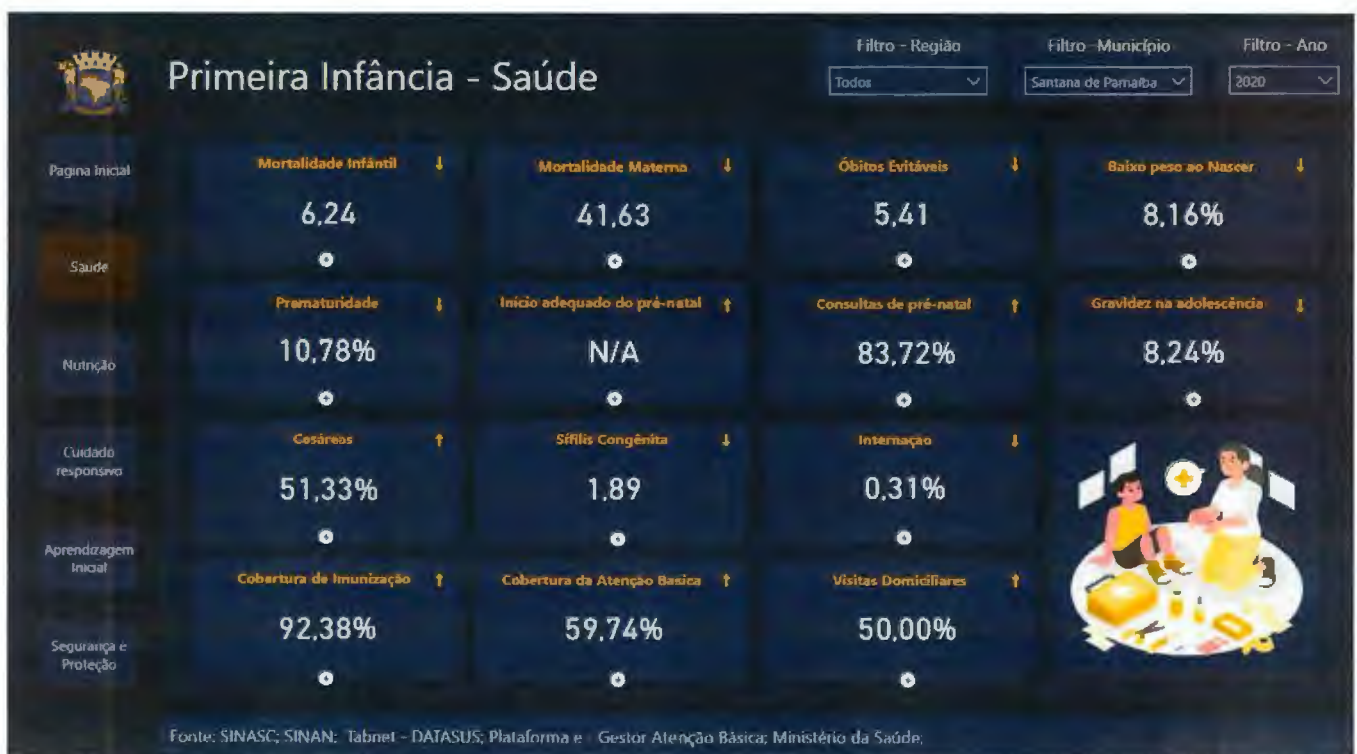 Primeira Infância - Saúde
Filtro - Região
Todos
Filtro - Município
Santana de Parnaíba
Filtro - Ano
2020
Pagina Inicial
Saude
Nutrição
Cuidado
responsivo
Aprendizagem
Inicial
Segurança e
Proteção
Mortalidade Infântil ↓
6,24
Mortalidade Materna ↓
41,63
Óbitos Evitáveis ↓
5,41
Baixo peso ao Nascer ↓
8,16%
Prematuridade ↓
10,78%
Início adequado do pré-natal ↑
N/A
Consultas de pré-natal ↑
83,72%
Gravidez na adolescência ↓
8,24%
Cesáreas ↑
51,33%
Sífilis Congênita ↓
1,89
Internação ↓
0,31%
Cobertura de Imunização ↑
92,38%
Cobertura da Atenção Basica ↑
59,74%
Visitas Domiciliares ↑
50,00%
Fonte: SINASC; SINAN; Tabnet - DATASUS; Plataforma e - Gestor Atenção Básica; Ministério da Saúde;